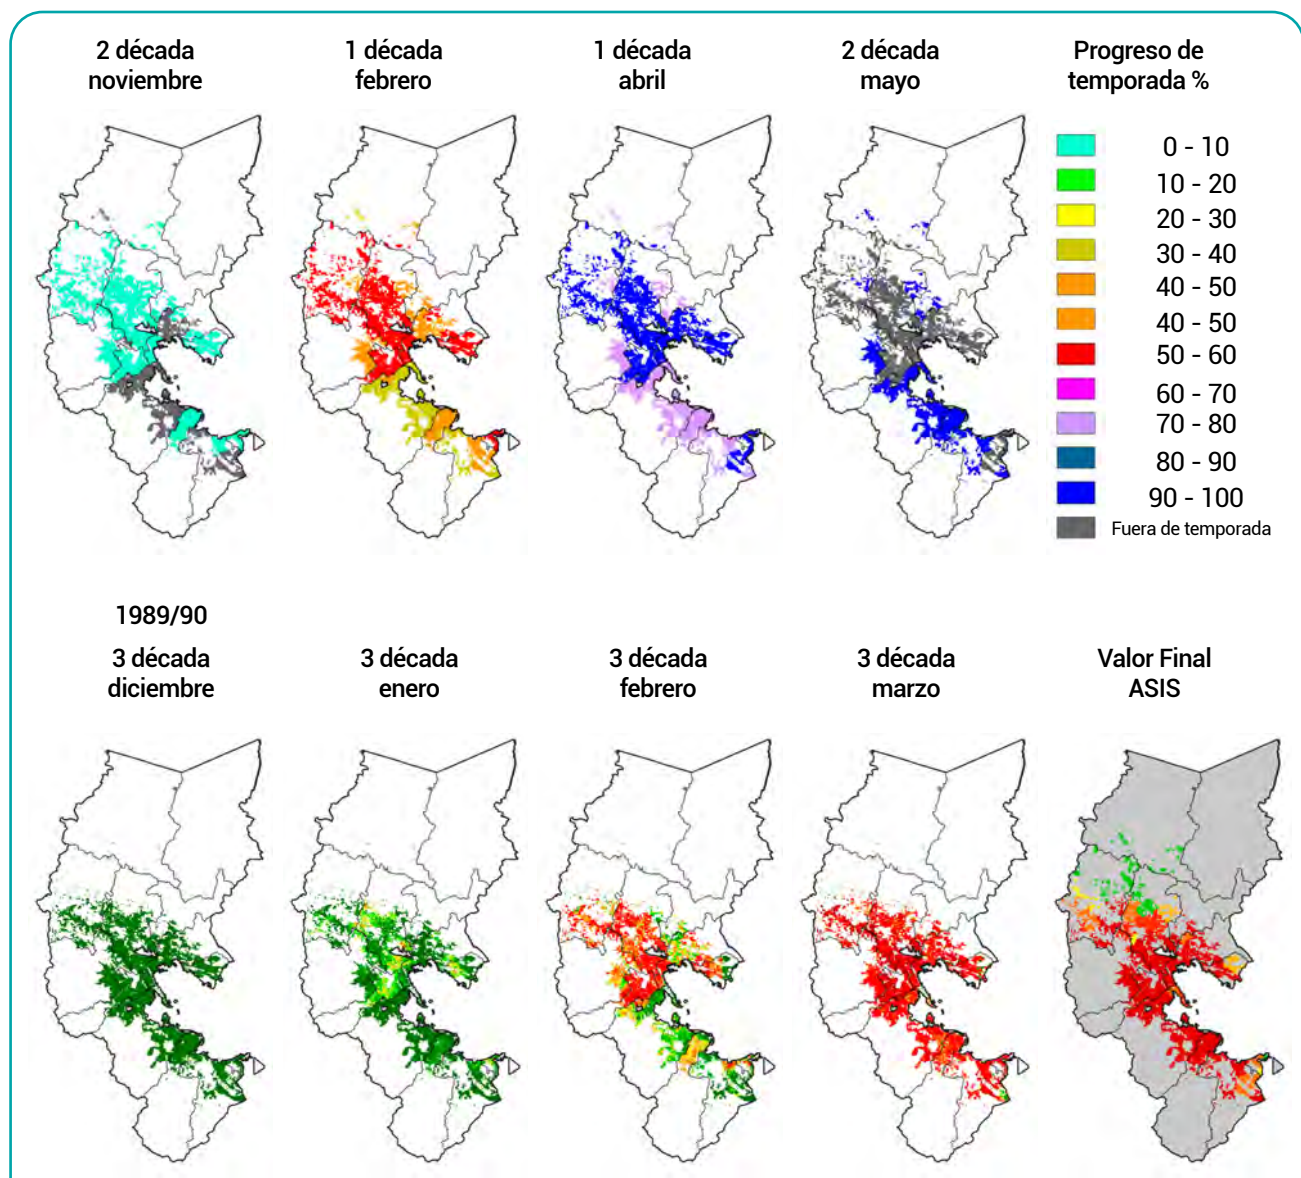 2 década
noviembre
1 década
febrero
1 década
abril
2 década
mayo
Progreso de
temporada %
0 - 10
10 - 20
20 - 30
30 - 40
40 - 50
40 - 50
50 - 60
60 - 70
70 - 80
80 - 90
90 - 100
Fuera de temporada
1989/90
3 década
diciembre
3 década
enero
3 década
febrero
3 década
marzo
Valor Final
ASIS